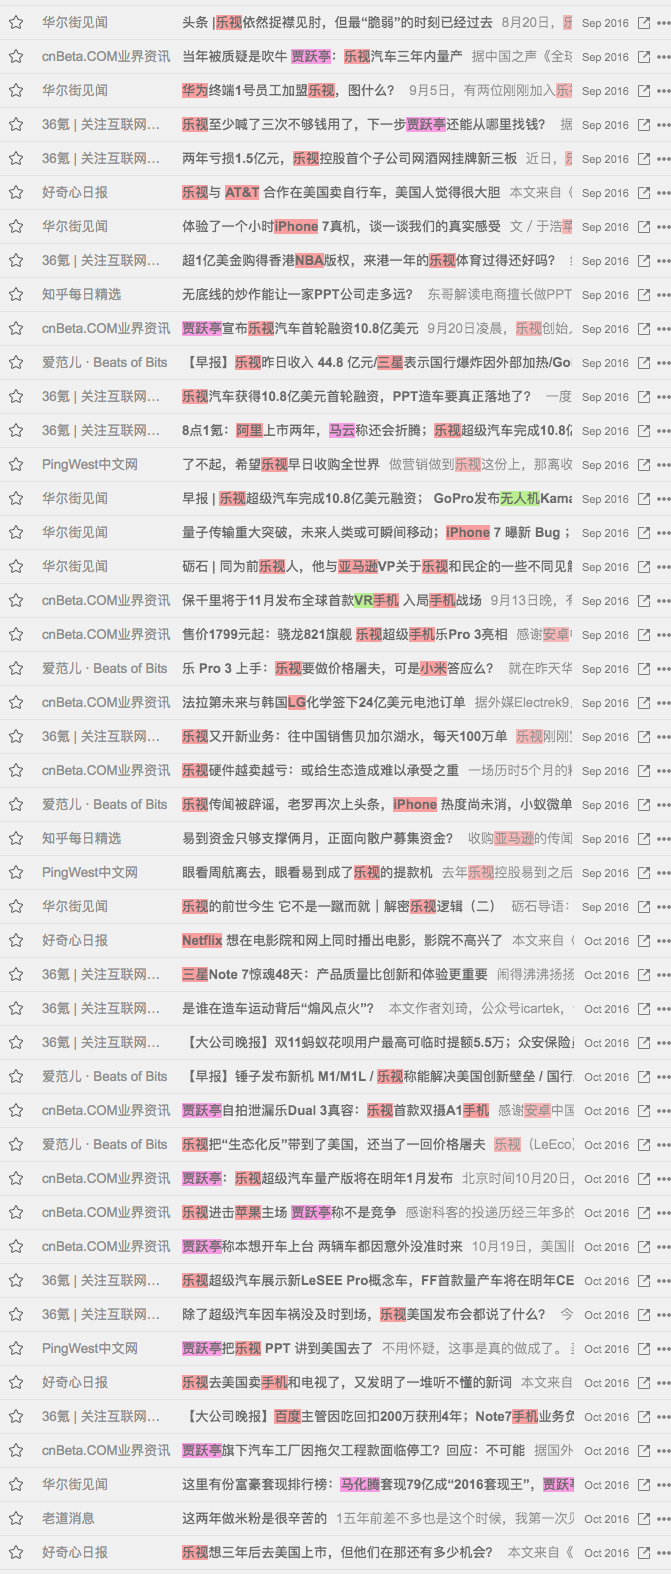 华尔街见闻 头条 | 乐视依然捉襟见肘，但最“脆弱”的时刻已经过去 8月20日，乐 Sep 2016
cnBeta.COM业界资讯 当年被质疑是吹牛 贾跃亭：乐视汽车三年内量产 据中国之声《全球 Sep 2016
华尔街见闻 华为终端1号员工加盟乐视，图什么？ 9月5日，有两位刚刚加入乐视 Sep 2016
36氪 | 关注互联网... 乐视至少喊了三次不够钱用了，下一步贾跃亭还能从哪里找钱？ 据 Sep 2016
36氪 | 关注互联网... 两年亏损1.5亿元，乐视控股首个子公司网酒网挂牌新三板 近日，乐 Sep 2016
好奇心日报 乐视与 AT&T 合作在美国卖自行车，美国人觉得很大胆 本文来自《 Sep 2016
华尔街见闻 体验了一个小时iPhone 7真机，谈一谈我们的真实感受 文 / 于浩苹 Sep 2016
36氪 | 关注互联网... 超1亿美金购得香港NBA版权，来港一年的乐视体育过得还好吗？ Sep 2016
知乎每日精选 无底线的炒作能让一家PPT公司走多远？ 东哥解读电商擅长做PPT Sep 2016
cnBeta.COM业界资讯 贾跃亭宣布乐视汽车首轮融资10.8亿美元 9月20日凌晨，乐视创始人 Sep 2016
爱范儿 · Beats of Bits 【早报】乐视昨日收入 44.8 亿元/三星表示国行爆炸因外部加热/Go Sep 2016
36氪 | 关注互联网... 乐视汽车获得10.8亿美元首轮融资，PPT造车要真正落地了？ 一度 Sep 2016
36氪 | 关注互联网... 8点1氪：阿里上市两年，马云称还会折腾；乐视超级汽车完成10.8亿 Sep 2016
PingWest中文网 了不起，希望乐视早日收购全世界 做营销做到乐视这份上，那离收 Sep 2016
华尔街见闻 早报 | 乐视超级汽车完成10.8亿美元融资； GoPro发布无人机Karma Sep 2016
华尔街见闻 量子传输重大突破，未来人类或可瞬间移动；iPhone 7 曝新 Bug； Sep 2016
华尔街见闻 砺石 | 同为前乐视人，他与亚马逊VP关于乐视和民企的一些不同见解 Sep 2016
cnBeta.COM业界资讯 保千里将于11月发布全球首款VR手机 入局手机战场 9月13日晚，有 Sep 2016
cnBeta.COM业界资讯 售价1799元起：骁龙821旗舰 乐视超级手机乐Pro 3亮相 感谢安卓中 Sep 2016
爱范儿 · Beats of Bits 乐 Pro 3 上手：乐视要做价格屠夫，可是小米答应么？ 就在昨天华 Sep 2016
cnBeta.COM业界资讯 法拉第未来与韩国LG化学签下24亿美元电池订单 据外媒Electrek9 Sep 2016
36氪 | 关注互联网... 乐视又开新业务：往中国销售贝加尔湖水，每天100万单 乐视刚刚宣 Sep 2016
cnBeta.COM业界资讯 乐视硬件越卖越亏：或给生态造成难以承受之重 一场历时5个月的料 Sep 2016
爱范儿 · Beats of Bits 乐视传闻被辟谣，老罗再次上头条，iPhone 热度尚未消，小蚁微单 Sep 2016
知乎每日精选 易到资金只够支撑俩月，正面向散户募集资金？ 收购亚马逊的传闻 Sep 2016
PingWest中文网 眼看周航离去，眼看易到成了乐视的提款机 去年乐视控股易到之后 Sep 2016
华尔街见闻 乐视的前世今生 它不是一蹴而就 | 解密乐视逻辑（二） 砺石导语： Sep 2016
好奇心日报 Netflix 想在电影院和网上同时播出电影，影院不高兴了 本文来自《 Oct 2016
36氪 | 关注互联网... 三星Note 7惊魂48天：产品质量比创新和体验更重要 闹得沸沸扬扬 Oct 2016
36氪 | 关注互联网... 是谁在造车运动背后“煽风点火”？ 本文作者刘琦，公众号icartek， Oct 2016
36氪 | 关注互联网... 【大公司晚报】双11蚂蚁花呗用户最高可临时提额5.5万；众安保险 Oct 2016
爱范儿 · Beats of Bits 【早报】锤子发布新机 M1/M1L / 乐视称能解决美国创新壁垒 / 国行 Oct 2016
cnBeta.COM业界资讯 贾跃亭自拍泄漏乐Dual 3真容：乐视首款双摄A1手机 感谢安卓中国 Oct 2016
爱范儿 · Beats of Bits 乐视把“生态化反”带到了美国，还当了一回价格屠夫 乐视（LeEco） Oct 2016
cnBeta.COM业界资讯 贾跃亭：乐视超级汽车量产版将在明年1月发布 北京时间10月20日， Oct 2016
cnBeta.COM业界资讯 乐视进击苹果主场 贾跃亭称不是竞争 感谢科客的投递历经三年多的 Oct 2016
cnBeta.COM业界资讯 贾跃亭称本想开车上台 两辆车都因意外没准时来 10月19日，美国旧 Oct 2016
36氪 | 关注互联网... 乐视超级汽车展示新LeSEE Pro概念车，FF首款量产车将在明年CE Oct 2016
36氪 | 关注互联网... 除了超级汽车因车祸没及时到场，乐视美国发布会都说了什么？ 今 Oct 2016
PingWest中文网 贾跃亭把乐视 PPT 讲到美国去了 不用怀疑，这事是真的做成了。 Oct 2016
好奇心日报 乐视去美国卖手机和电视了，又发明了一堆听不懂的新词 本文来自 Oct 2016
36氪 | 关注互联网... 【大公司晚报】百度主管因吃回扣200万获刑4年；Note7手机业务负 Oct 2016
cnBeta.COM业界资讯 贾跃亭旗下汽车工厂因拖欠工程款面临停工？回应：不可能 据国外 Oct 2016
华尔街见闻 这里有份富豪套现排行榜：马化腾套现79亿成“2016套现王”，贾跃亭 Oct 2016
老道消息 这两年做米粉是很辛苦的 1五年前差不多也是这个时候，我第一次见 Oct 2016
好奇心日报 乐视想三年后去美国上市，但他们在那还有多少机会？ 本文来自《 Oct 2016